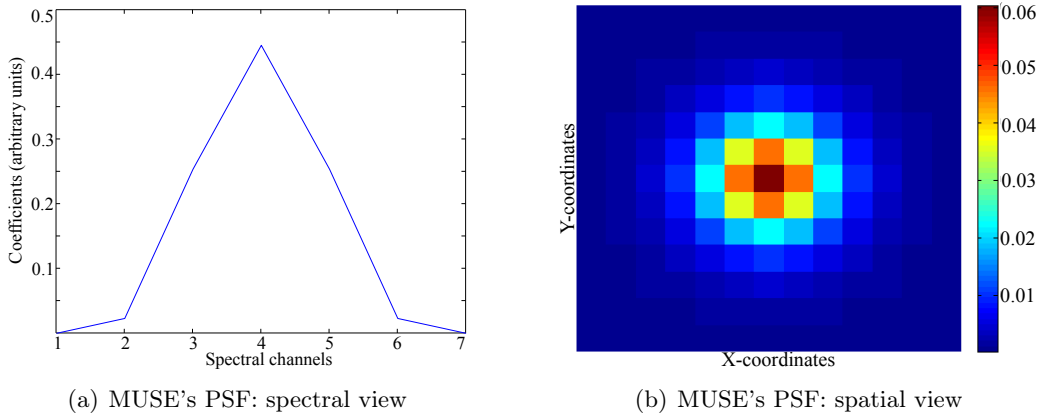 0.5
0.4
0.3
0.2
0.1
Coefficients (arbitrary units)
1 2 3 4 5 6 7
Spectral channels
(a) MUSE's PSF: spectral view
Y-coordinates
X-coordinates
0.06
0.05
0.04
0.03
0.02
0.01
(b) MUSE's PSF: spatial view